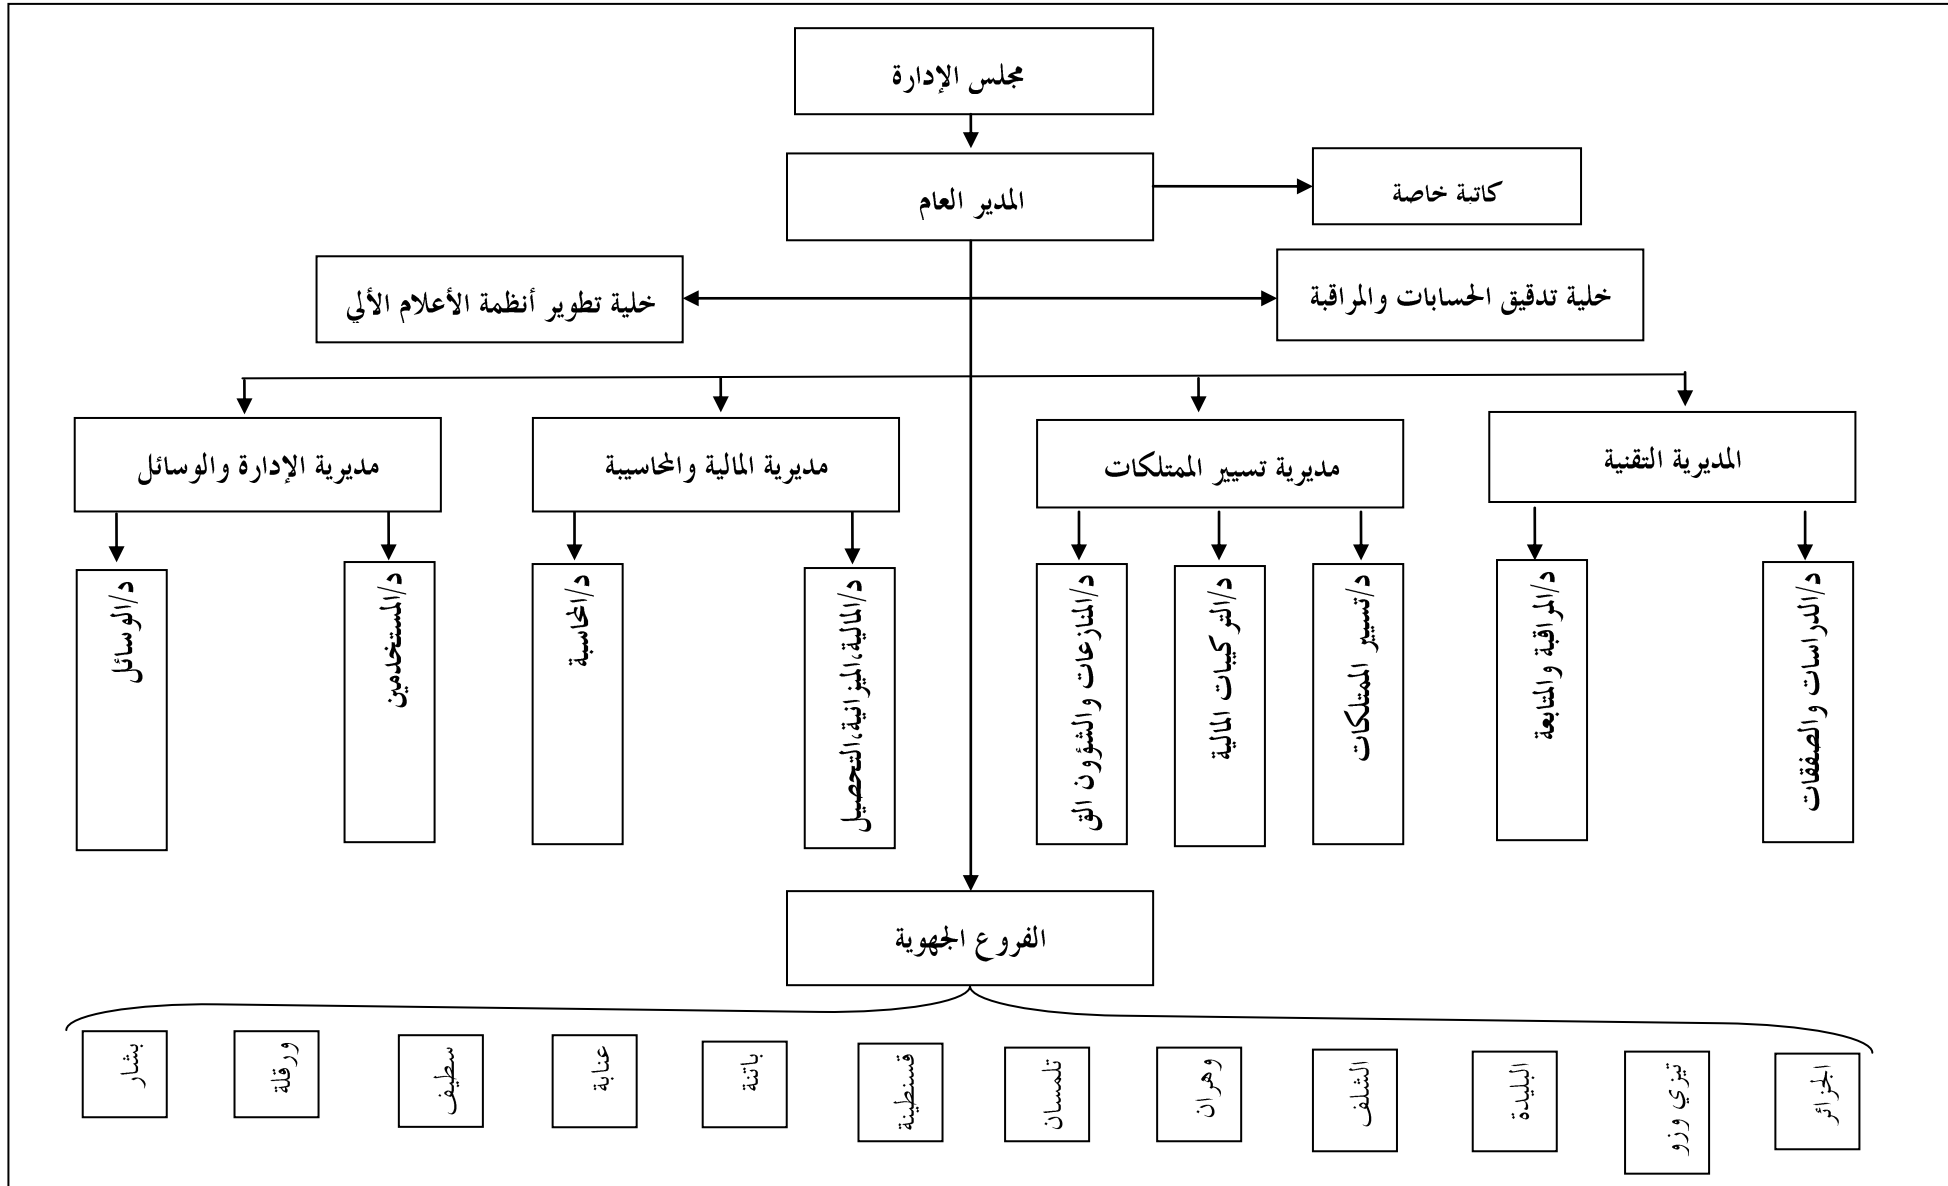 مجلس الإدارة
المدير العام
كاتبة خاصة
خلية تدقيق الحسابات والمراقبة
خلية تطوير أنظمة الأعلام الألي
المديرية التقنية
مديرية تسيير الممتلكات
مديرية المالية والمحاسبة
مديرية الإدارة والوسائل
د/الدراسات والصفقات
د/المراقبة والمتابعة
د/تسيير الممتلكات
د/التركيبات المالية
د/المنازعات والشؤون الق
د/المالية،الميزانية،التحصيل
د/المحاسبة
د/المستخدمين
د/الوسائل
الفروع الجهوية
الجزائر
تيزي وزو
البليدة
الشلف
وهران
تلمسان
قسنطينة
باتنة
عنابة
سطيف
ورقلة
بشار